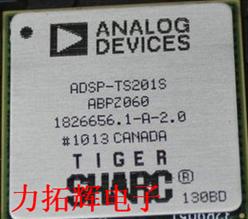 ANALOG
DEVICES
ADSP-TS201S
ABPZ060
1826656.1-A-2.0
#1013 CANADA
TIGER
SHARC®
力拓辉电子
130BD